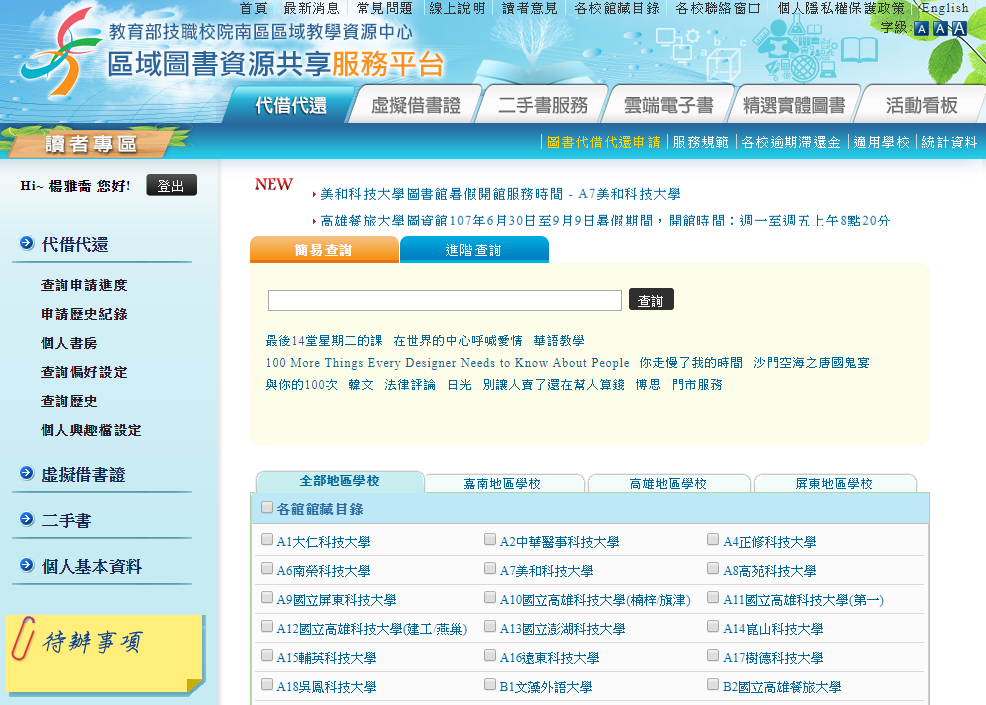 首頁 最新消息 常見問題 線上說明 讀者意見 各校館藏目錄 各校聯絡窗口 個人隱私權保護政策 English
字級: A A A
教育部技職校院南區區域教學資源中心
區域圖書資源共享服務平台
代借代還 虛擬借書證 二手書服務 雲端電子書 精選實體圖書 活動看板
讀者專區
圖書代借代還申請 服務規範 各校逾期滯還金 適用學校 統計資料
Hi~ 楊雅喬 您好! 登出
代借代還
查詢申請進度
申請歷史紀錄
個人書房
查詢偏好設定
查詢歷史
個人興趣檔設定
虛擬借書證
二手書
個人基本資料
待辦事項
NEW
美和科技大學圖書館暑假開館服務時間 - A7美和科技大學
高雄餐旅大學圖資館107年6月30日至9月9日暑假期間，開館時間：週一至週五上午8點20分
簡易查詢 進階查詢
查詢
最後14堂星期二的課 在世界的中心呼喊愛情 華語教學
100 More Things Every Designer Needs to Know About People 你走慢了我的時間 沙門空海之唐國鬼宴
與你的100次 韓文 法律評論 日光 別讓人賣了還在幫人算錢 博思 門市服務
全部地區學校 嘉南地區學校 高雄地區學校 屏東地區學校
各館館藏目錄
A1大仁科技大學 A2中華醫事科技大學 A4正修科技大學
A6南榮科技大學 A7美和科技大學 A8高苑科技大學
A9國立屏東科技大學 A10國立高雄科技大學(楠梓/旗津) A11國立高雄科技大學(第一)
A12國立高雄科技大學(建工/燕巢) A13國立澎湖科技大學 A14崑山科技大學
A15輔英科技大學 A16遠東科技大學 A17樹德科技大學
A18吳鳳科技大學 B1文藻外語大學 B2國立高雄餐旅大學